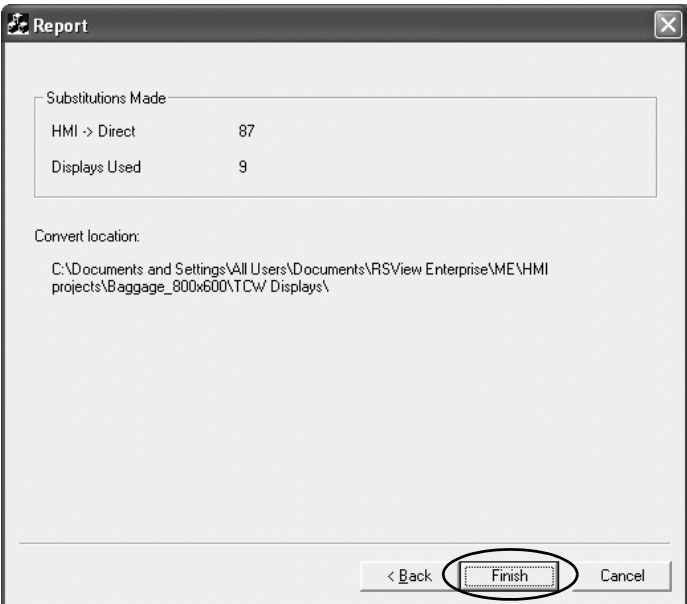 Report
Substitutions Made
HMI -> Direct 87
Displays Used 9
Convert location:
C:\Documents and Settings\All Users\Documents\RSView Enterprise\ME\HMI
projects\Baggage_800x600\TCW Displays\
< Back Finish Cancel